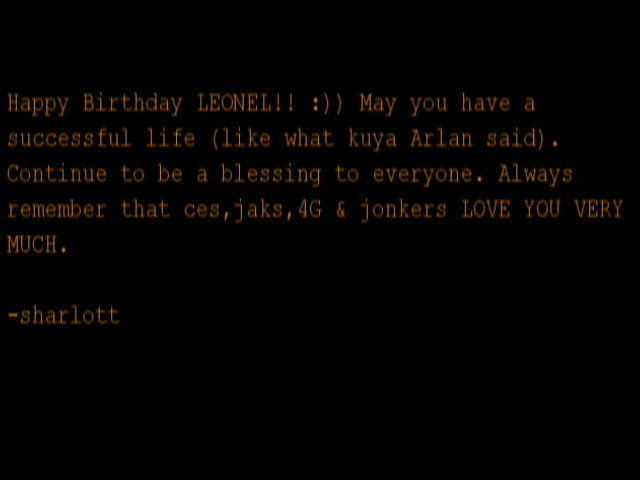 Happy Birthday LEONEL!! :)) May you have a
successful life (like what kuya Arlan said).
Continue to be a blessing to everyone. Always
remember that ces,jaks,4G & jonkers LOVE YOU VERY
MUCH.
-sharlott